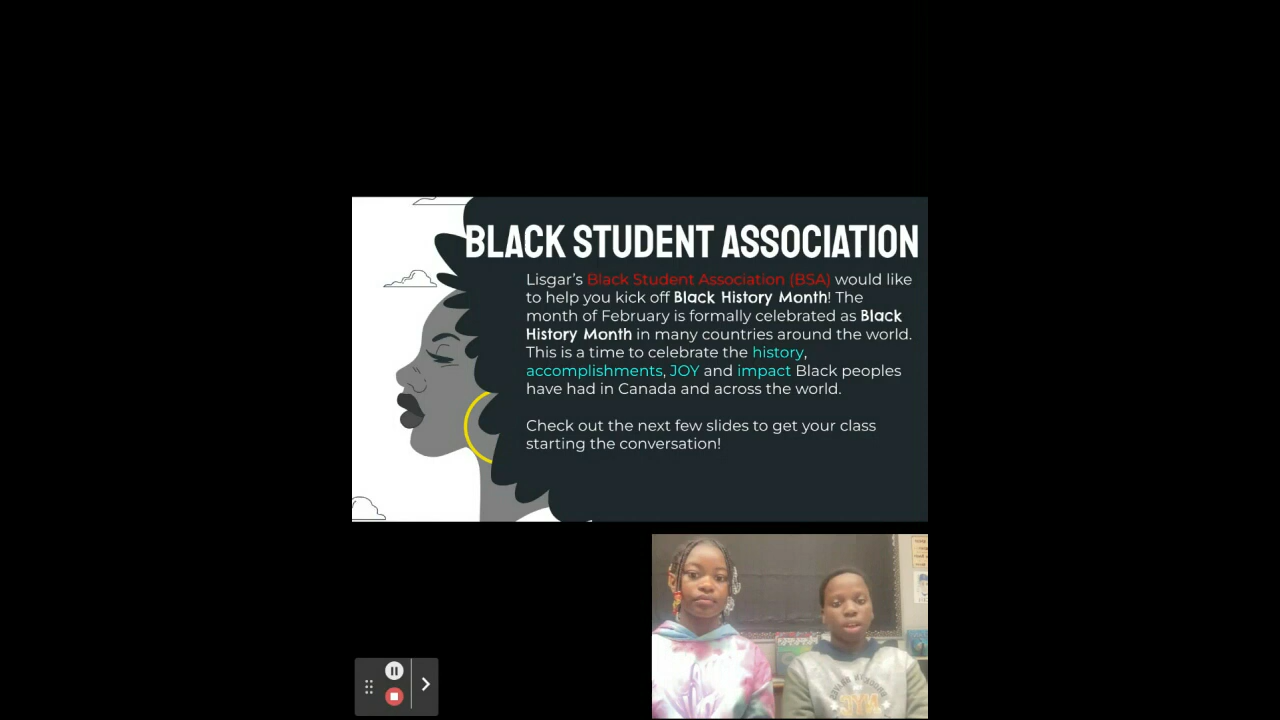 BLACK STUDENT ASSOCIATION
Lisgar's Black Student Association (BSA) would like
to help you kick off Black History Month! The
month of February is formally celebrated as Black
History Month in many countries around the world.
This is a time to celebrate the history,
accomplishments, JOY and impact Black peoples
have had in Canada and across the world.
Check out the next few slides to get your class
starting the conversation!